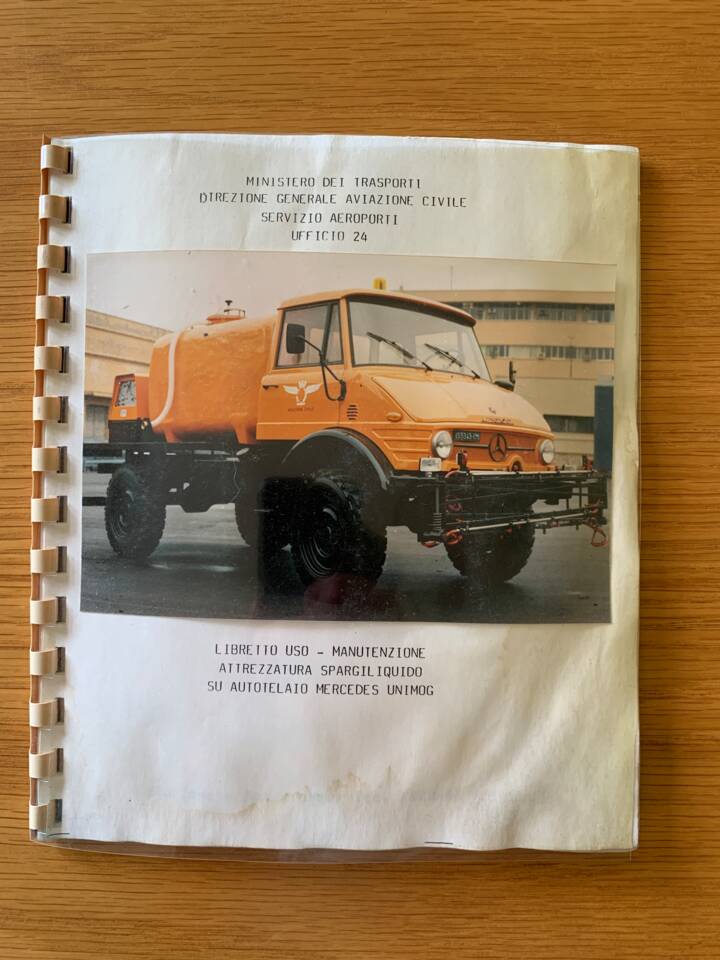 MINISTERO DEI TRASPORTI
DIREZIONE GENERALE AVIAZIONE CIVILE
SERVIZIO AEROPORTI
UFFICIO 24
UNIMOG
LIBRETTO USO - MANUTENZIONE
ATTREZZATURA SPARGILIQUIDO
SU AUTOTELAIO MERCEDES UNIMOG